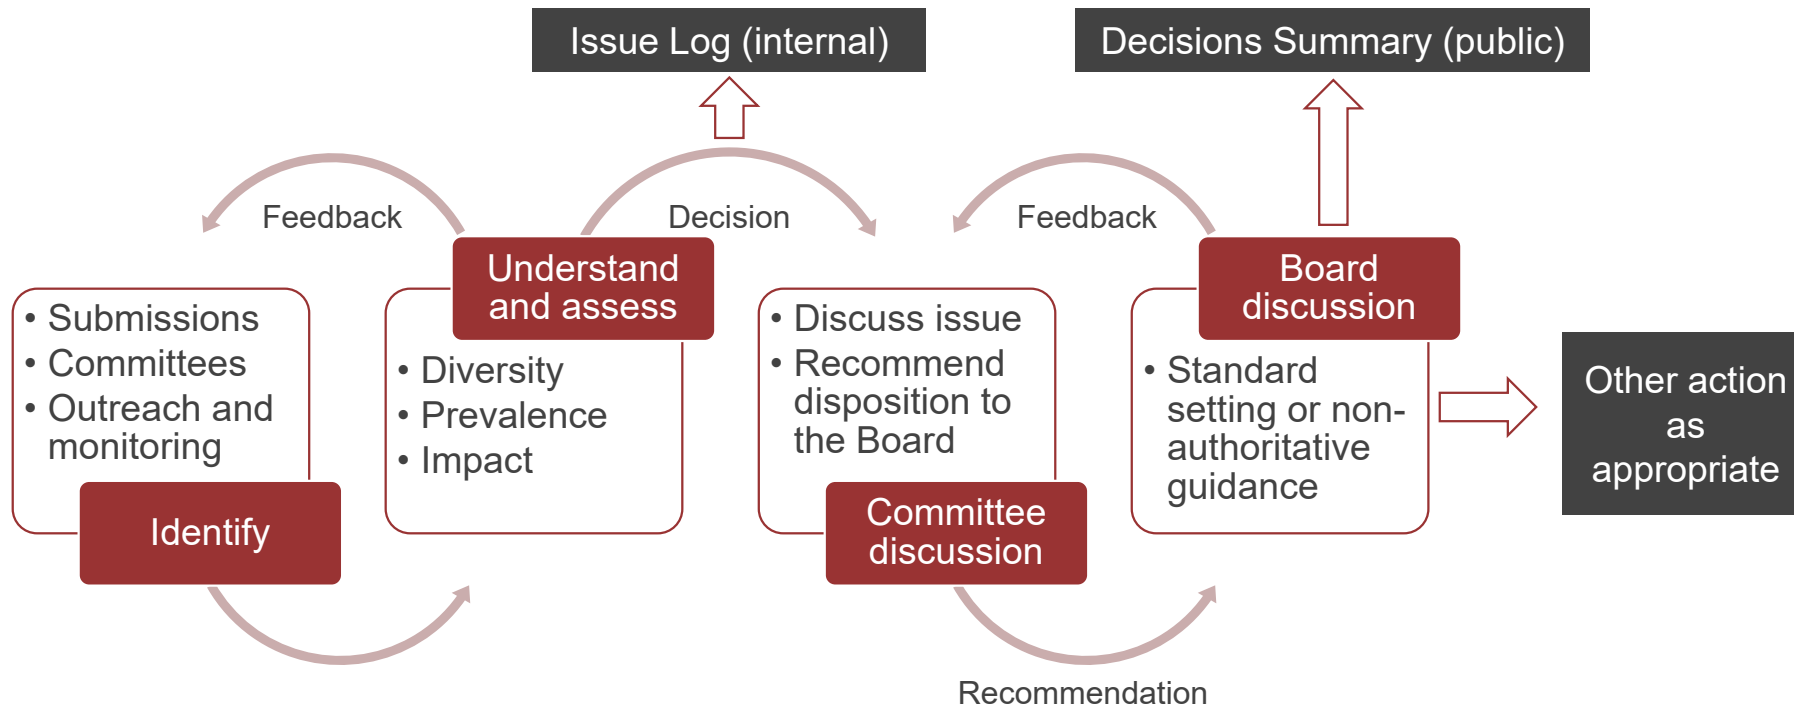 Issue Log (internal)
Decisions Summary (public)
Feedback
Decision
Feedback
Understand
and assess
Board
discussion
• Submissions
• Committees
• Outreach and
monitoring
Identify
• Diversity
• Prevalence
• Impact
• Discuss issue
• Recommend
disposition to
the Board
Committee
discussion
• Standard
setting or non-
authoritative
guidance
Other action
as
appropriate
Recommendation